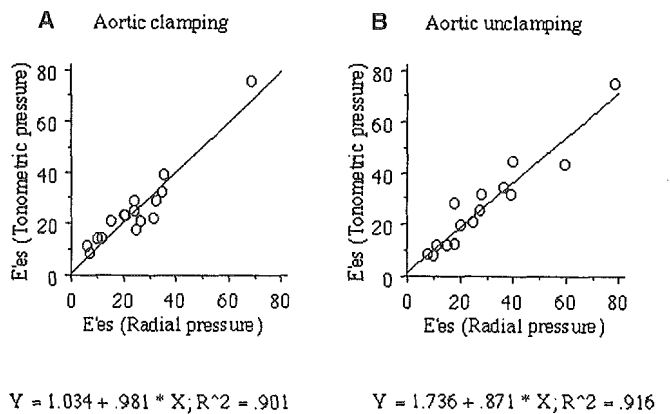 A Aortic clamping
E'es (Tonometric pressure)
80
60
40
20
0
0 20 40 60 80
E'es (Radial pressure)
Y = 1.034 + .981 * X; R^2 = .901
B Aortic unclamping
E'es (Tonometric pressure)
80
60
40
20
0
0 20 40 60 80
E'es (Radial pressure)
Y = 1.736 + .871 * X; R^2 = .916